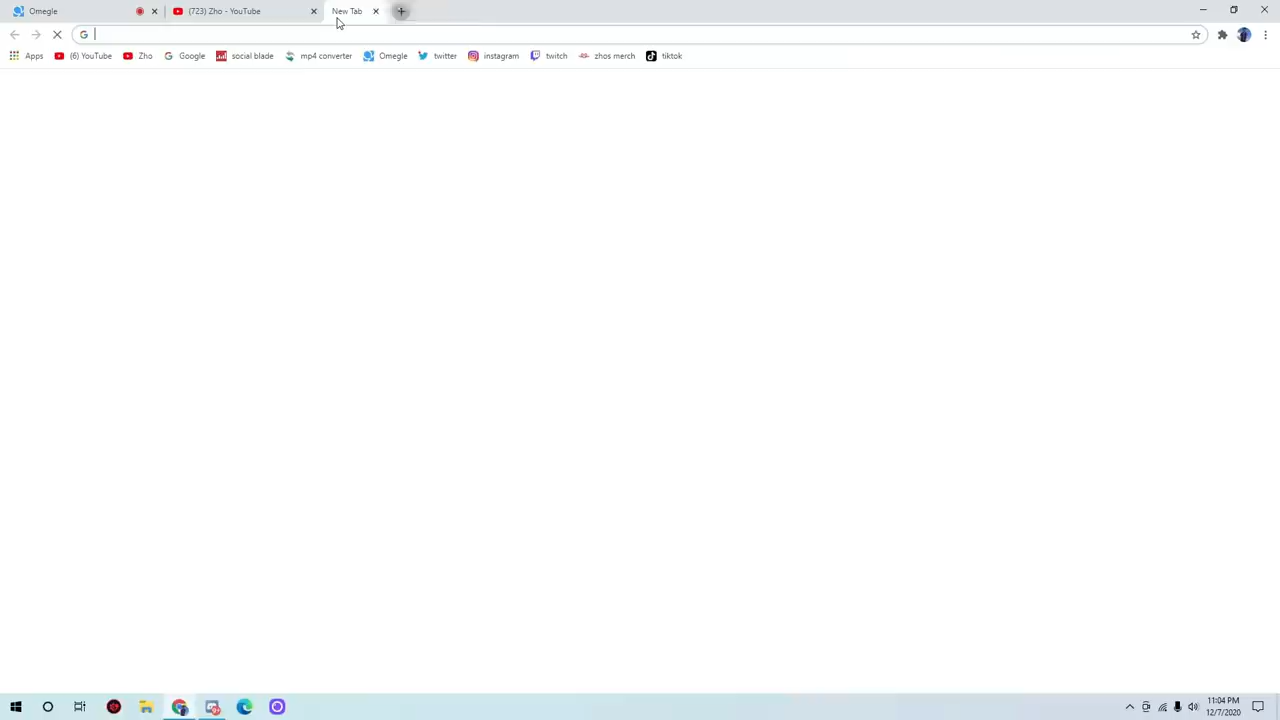 Omegle (723) Zho - YouTube New Tab
Apps (6) YouTube Zho Google social blade mp4 converter Omegle twitter instagram twitch zhos merch tiktok
11:04 PM
12/7/2020